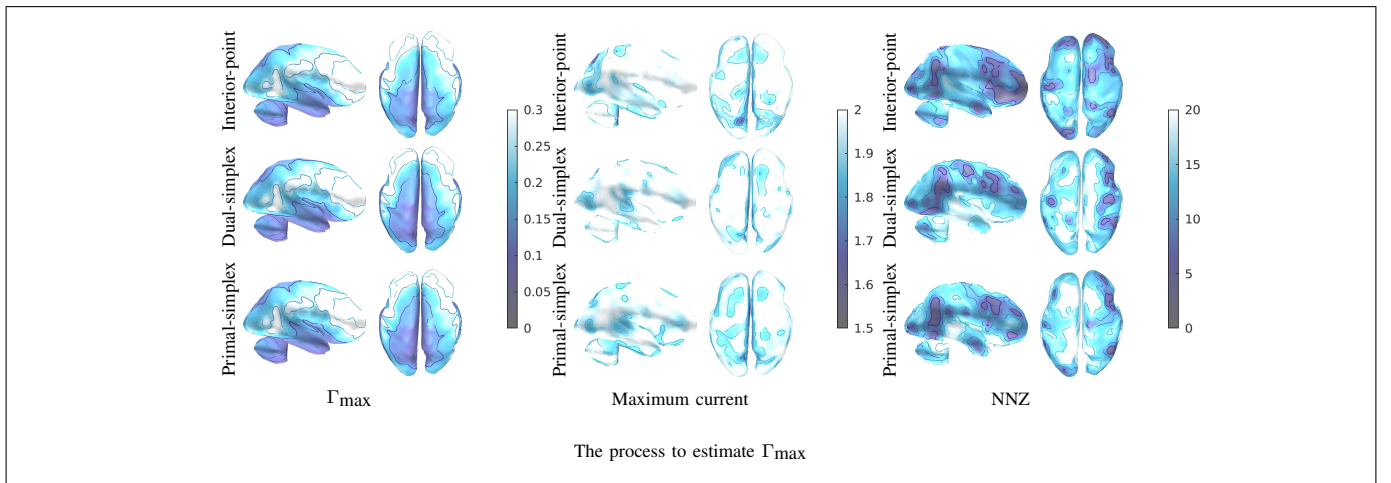 Interior-point
Dual-simplex
Primal-simplex
0.3
0.25
0.2
0.15
0.1
0.05
0
Γmax
Interior-point
Dual-simplex
Primal-simplex
2
1.9
1.8
1.7
1.6
1.5
Maximum current
Interior-point
Dual-simplex
Primal-simplex
20
15
10
5
0
NNZ
The process to estimate Γmax